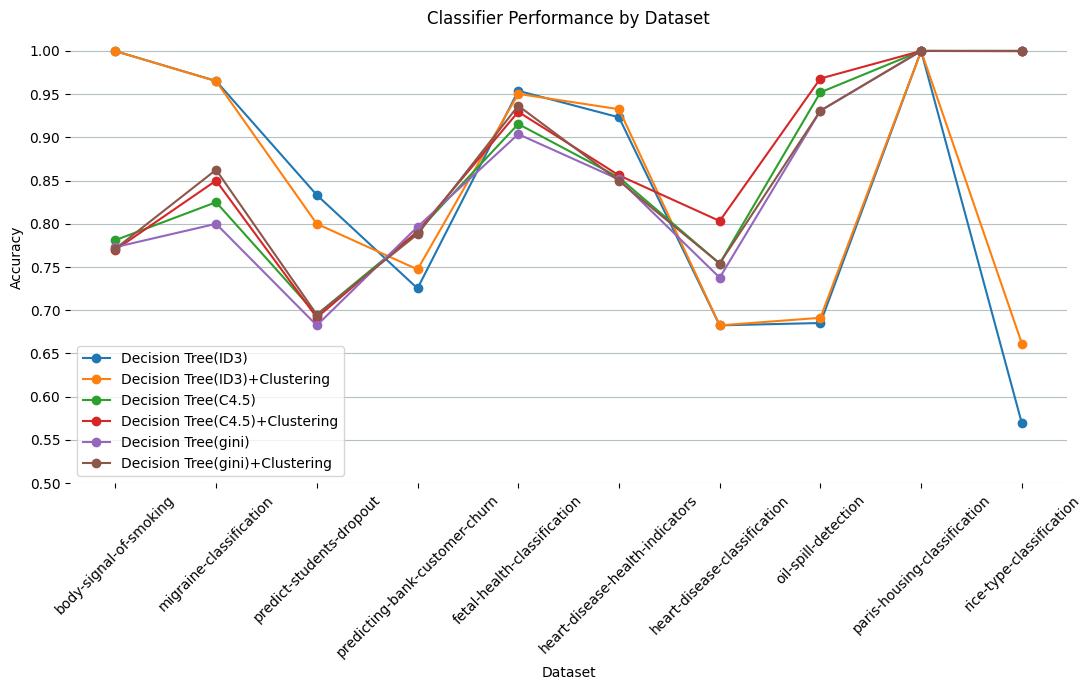 Classifier Performance by Dataset
Accuracy
1.00
0.95
0.90
0.85
0.80
0.75
0.70
0.65
0.60
0.55
0.50
Decision Tree(ID3)
Decision Tree(ID3)+Clustering
Decision Tree(C4.5)
Decision Tree(C4.5)+Clustering
Decision Tree(gini)
Decision Tree(gini)+Clustering
body-signal-of-smoking
migraine-classification
predict-students-dropout
predicting-bank-customer-churn
fetal-health-classification
heart-disease-health-indicators
heart-disease-classification
oil-spill-detection
paris-housing-classification
rice-type-classification
Dataset